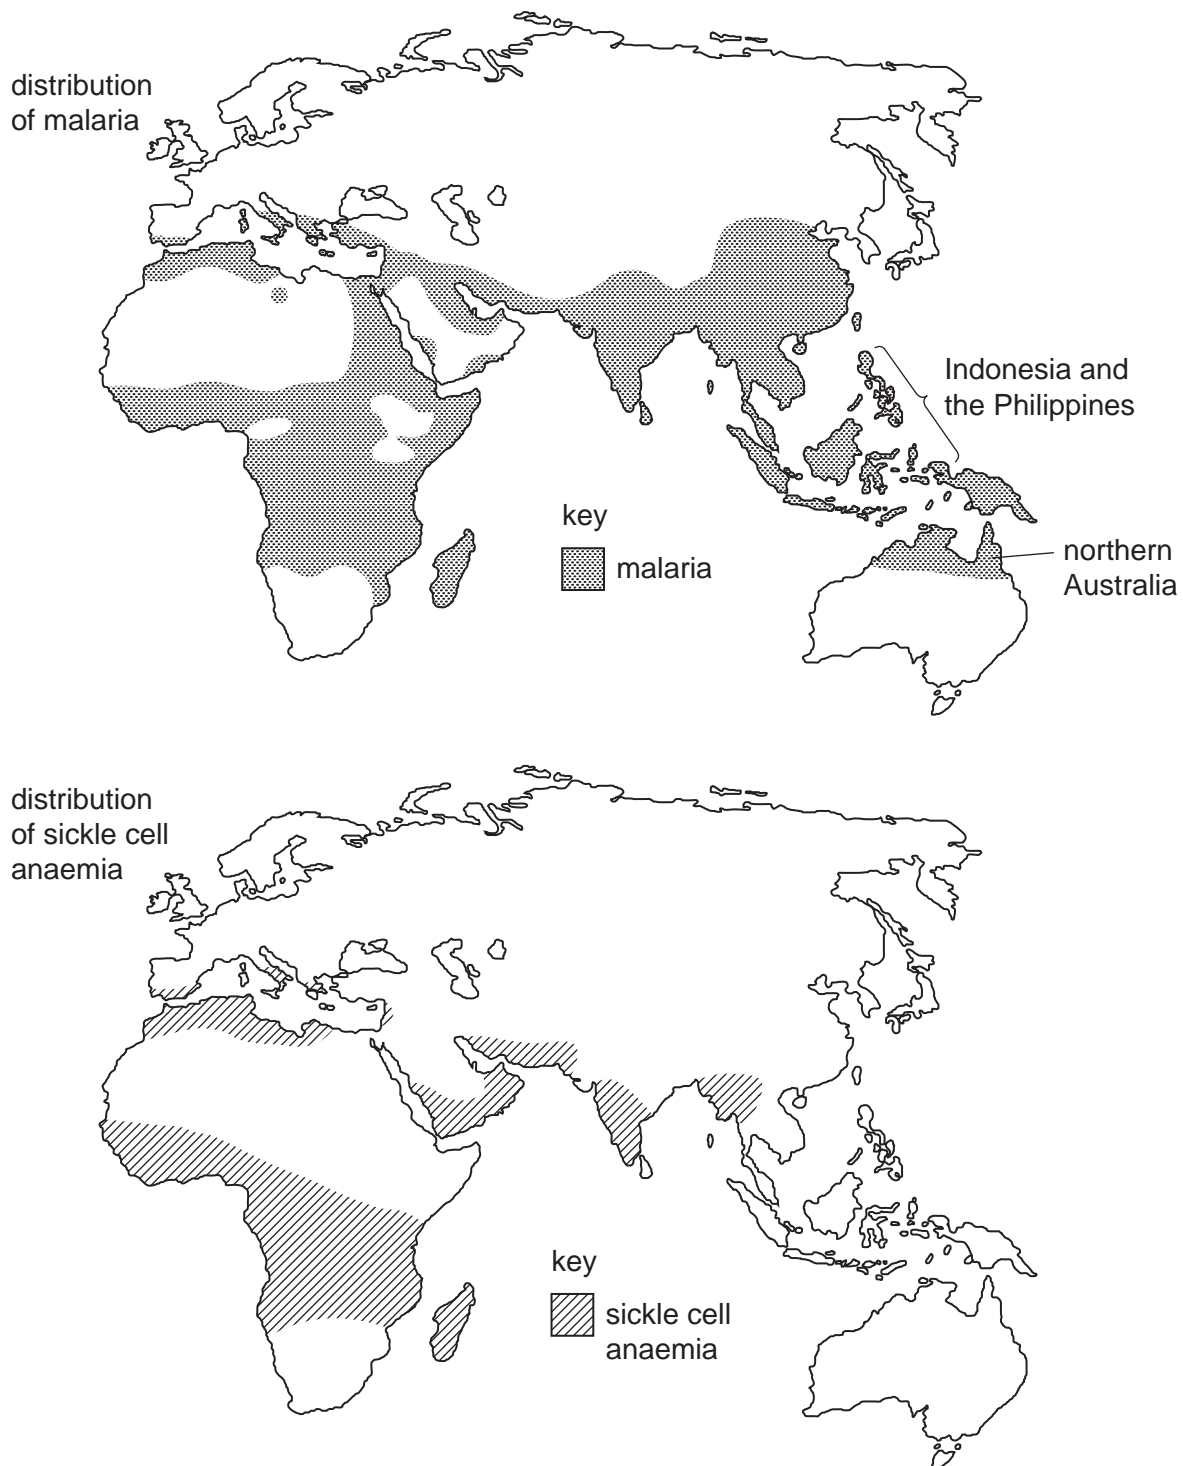 distribution
of malaria
Indonesia and
the Philippines
key
malaria
northern
Australia
distribution
of sickle cell
anaemia
key
sickle cell
anaemia